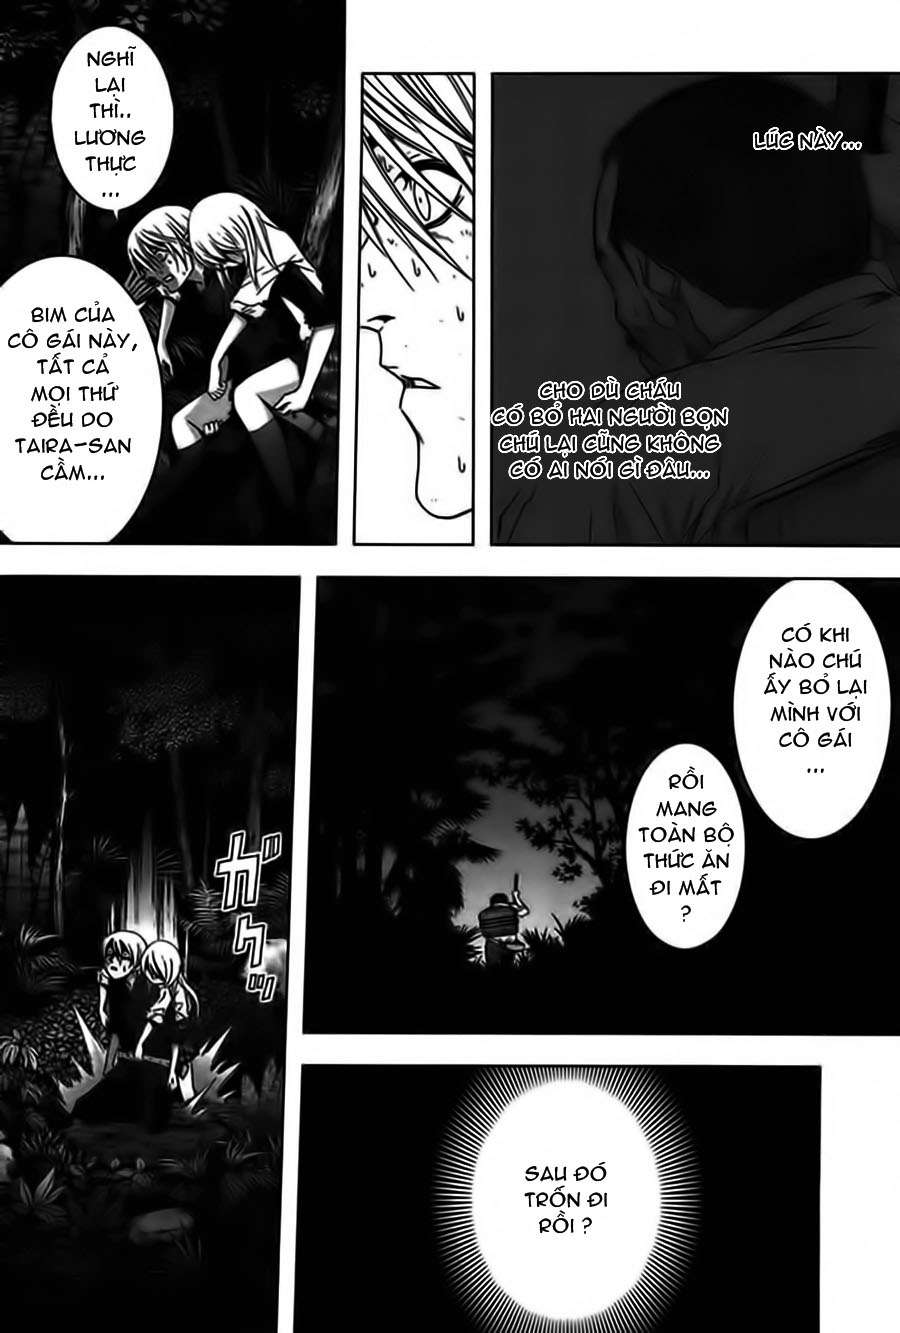 LÚC NÀY...
CHO DÙ CHÁU
CÓ BỎ HAI NGƯỜI BỌN
CHÚ LẠI CŨNG KHÔNG
CÓ AI NÓI GÌ ĐÂU...
NGHĨ
LẠI
THÌ..
LƯƠNG
THỰC
...
BIM CỦA
CÔ GÁI NÀY,
TẤT CẢ
MỌI THỨ
ĐỀU DO
TAIRA-SAN
CẦM...
CÓ KHI
NÀO CHÚ
ẤY BỎ LẠI
MÌNH VỚI
CÔ GÁI
...
RỒI
MANG
TOÀN BỘ
THỨC ĂN
ĐI MẤT
?
ガクッ
SAU ĐÓ
TRỐN ĐI
RỒI ?